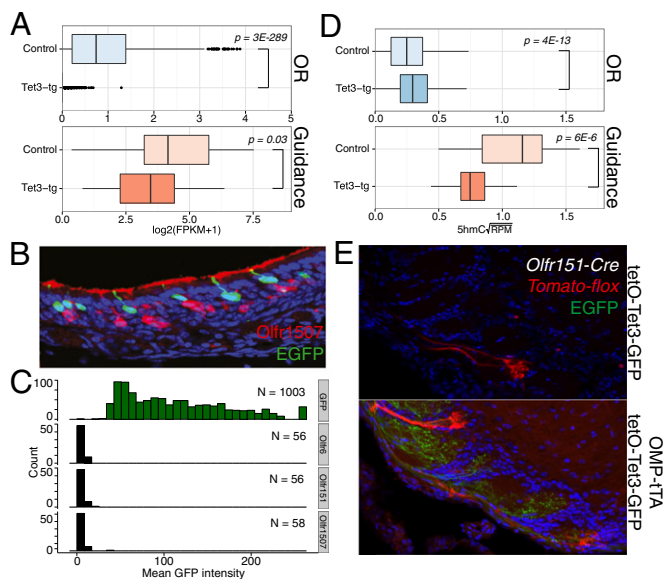 A
Control
Tet3-tg
p = 3E-289
OR
0
1
2
3
4
5
Control
Tet3-tg
p = 0.03
Guidance
0.0
2.5
5.0
7.5
log2(FPKM+1)
D
Control
Tet3-tg
p = 4E-13
OR
0.0
0.5
1.0
1.5
Control
Tet3-tg
p = 6E-6
Guidance
0.0
0.5
1.0
1.5
5hmC√RPM
B
Olfr1507
EGFP
C
Count
100
50
0
N = 1003
GFP
50
0
N = 56
Olfr6
50
0
N = 56
Olfr151
50
0
N = 58
Olfr1507
0
100
200
Mean GFP intensity
E
Olfr151-Cre
Tomato-flox
EGFP
tetO-Tet3-GFP
OMP-tTA
tetO-Tet3-GFP